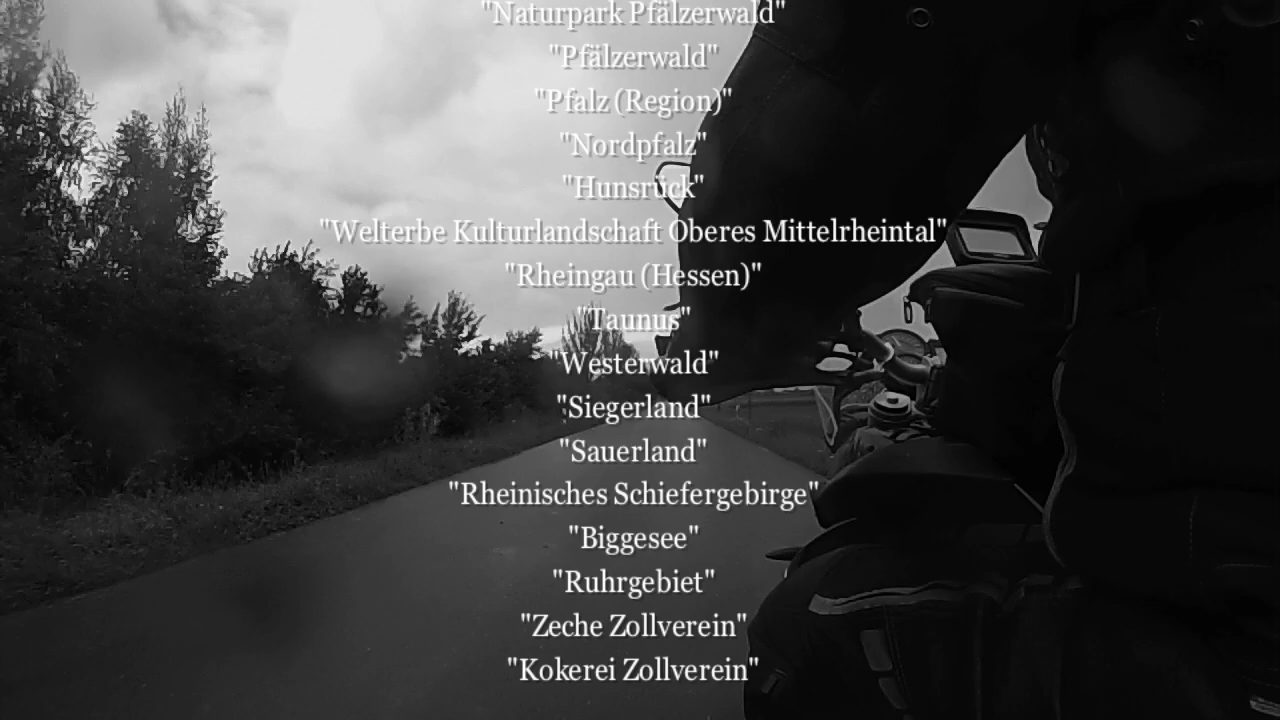 "Naturpark Pfälzerwald"
"Pfälzerwald"
"Pfalz (Region)"
"Nordpfalz"
"Hunsrück"
"Welterbe Kulturlandschaft Oberes Mittelrheintal"
"Rheingau (Hessen)"
"Taunus"
"Westerwald"
"Siegerland"
"Sauerland"
"Rheinisches Schiefergebirge"
"Biggesee"
"Ruhrgebiet"
"Zeche Zollverein"
"Kokerei Zollverein"